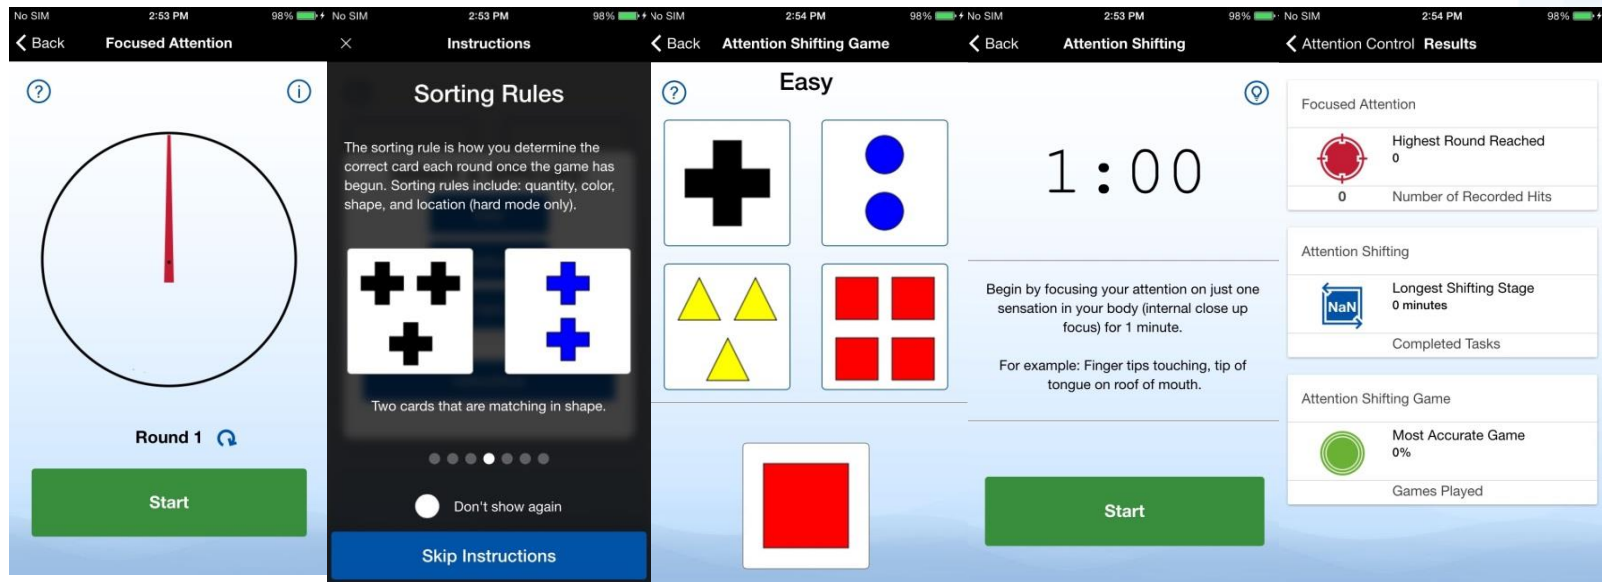 No SIM 2:53 PM 98%
Back Focused Attention
?
i
Round 1
Start
No SIM 2:53 PM 98%
× Instructions
Sorting Rules
The sorting rule is how you determine the
correct card each round once the game has
begun. Sorting rules include: quantity, color,
shape, and location (hard mode only).
Two cards that are matching in shape.
Don't show again
Skip Instructions
No SIM 2:54 PM 98%
Back Attention Shifting Game
?
Easy
No SIM 2:53 PM 98%
Back Attention Shifting
1:00
Begin by focusing your attention on just one
sensation in your body (internal close up
focus) for 1 minute.
For example: Finger tips touching, tip of
tongue on roof of mouth.
Start
No SIM 2:54 PM 98%
Attention Control Results
Focused Attention
Highest Round Reached
0
0 Number of Recorded Hits
Attention Shifting
Longest Shifting Stage
NaN 0 minutes
Completed Tasks
Attention Shifting Game
Most Accurate Game
0%
Games Played